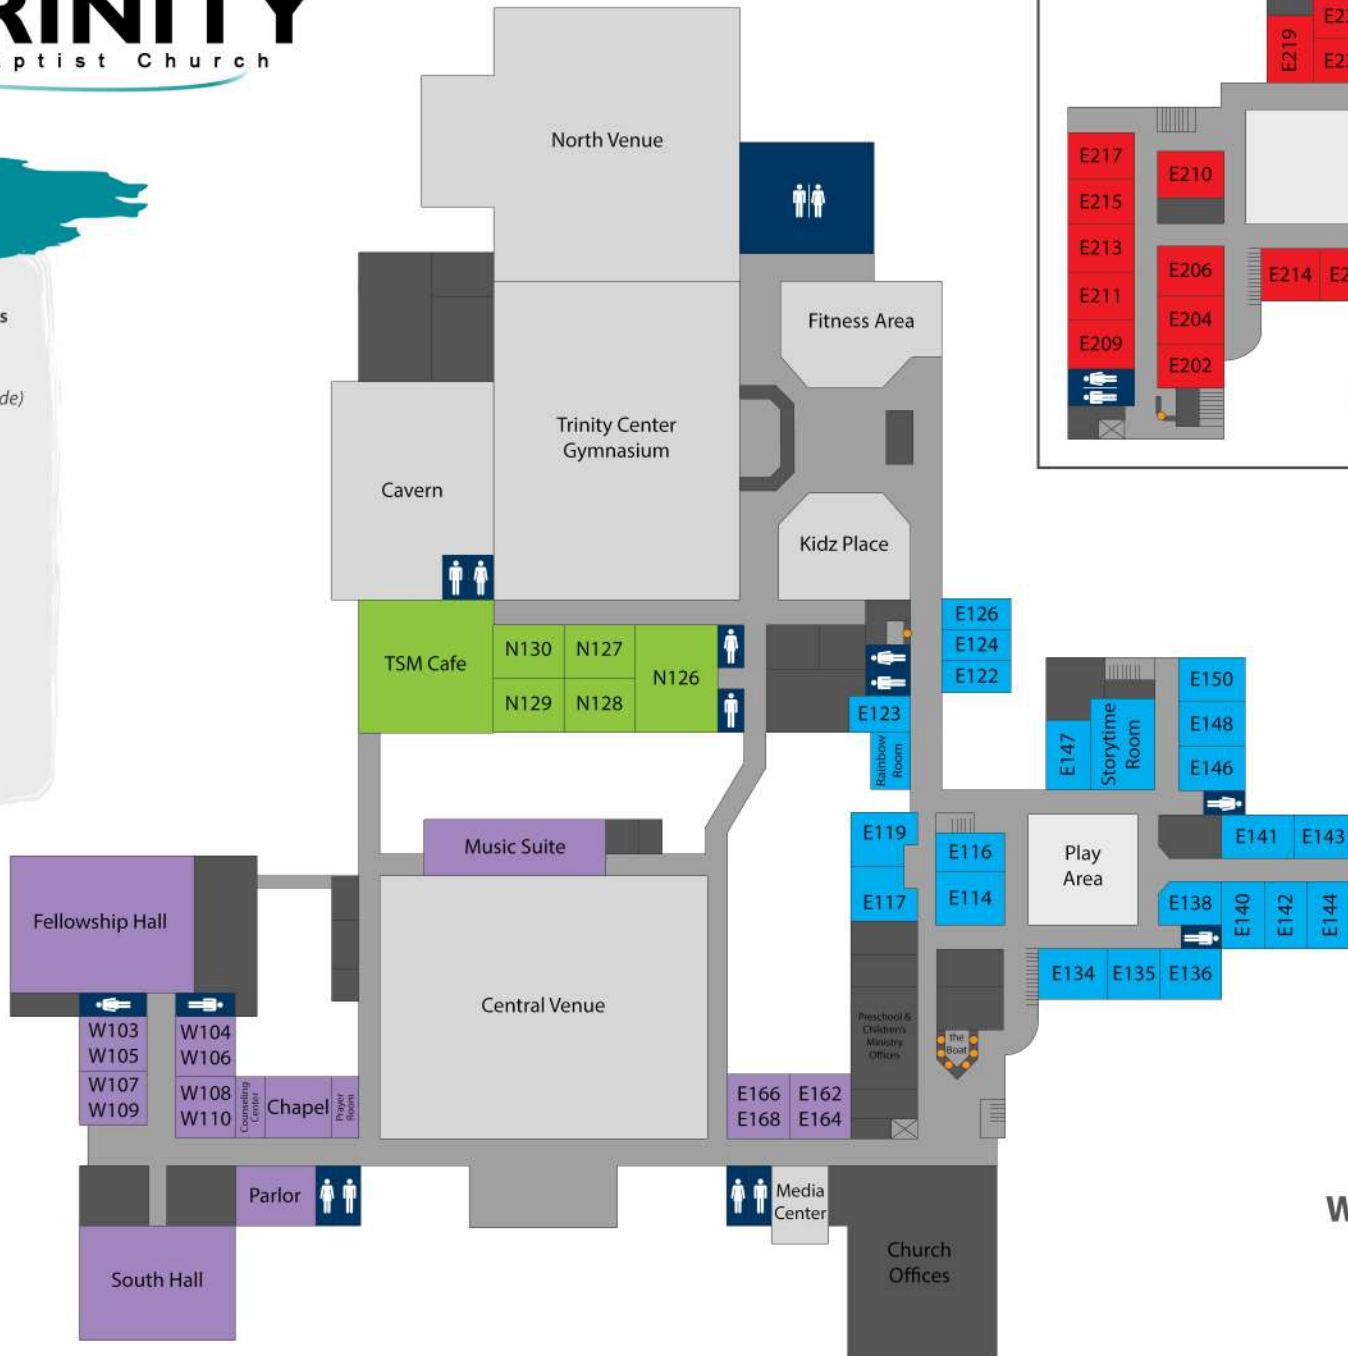 RINITY
ptist Church
s
de)
North Venue
Fitness Area
Trinity Center
Gymnasium
Cavern
Kidz Place
TSM Cafe
N130
N127
N126
N129
N128
E126
E124
E122
E123
Rainbow
Room
E147
Storytime
Room
E150
E148
E146
E141
E143
Play
Area
E138
E140
E142
E144
E134
E135
E136
E119
E117
E116
E114
Music Suite
Fellowship Hall
Central Venue
Preschool &
Children's
Ministry
Offices
the
Boat
W103
W105
W107
W109
W104
W106
W108
W110
Counseling
Center
Chapel
Prayer
Room
E166
E168
E162
E164
Parlor
South Hall
Media
Center
Church
Offices
W
E219
E217
E215
E213
E211
E209
E210
E206
E204
E202
E214